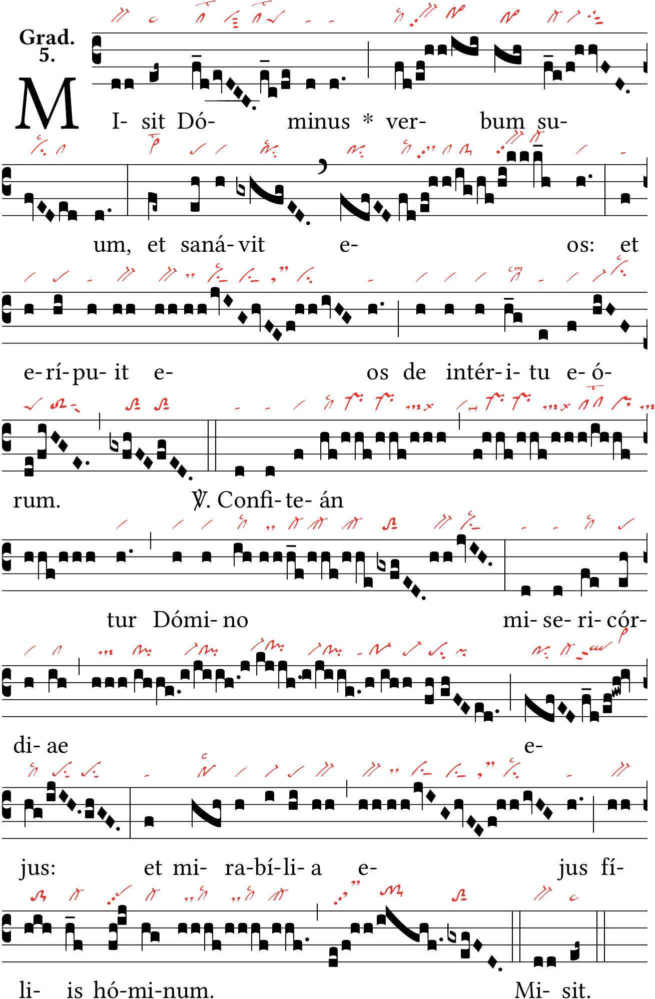 Grad.
5.
MI- sit Dó- minus * ver- bum su-
um, et saná- vit e- os: et
e- rí- pu- it e- os de intér- i- tu e- ó-
rum. ℣. Confi- te- án
tur Dómi- no mi- se- ri- cór-
di- ae e-
jus: et mi- ra- bí- li- a e- jus fí-
li- is hó- mi- num. Mi- sit.